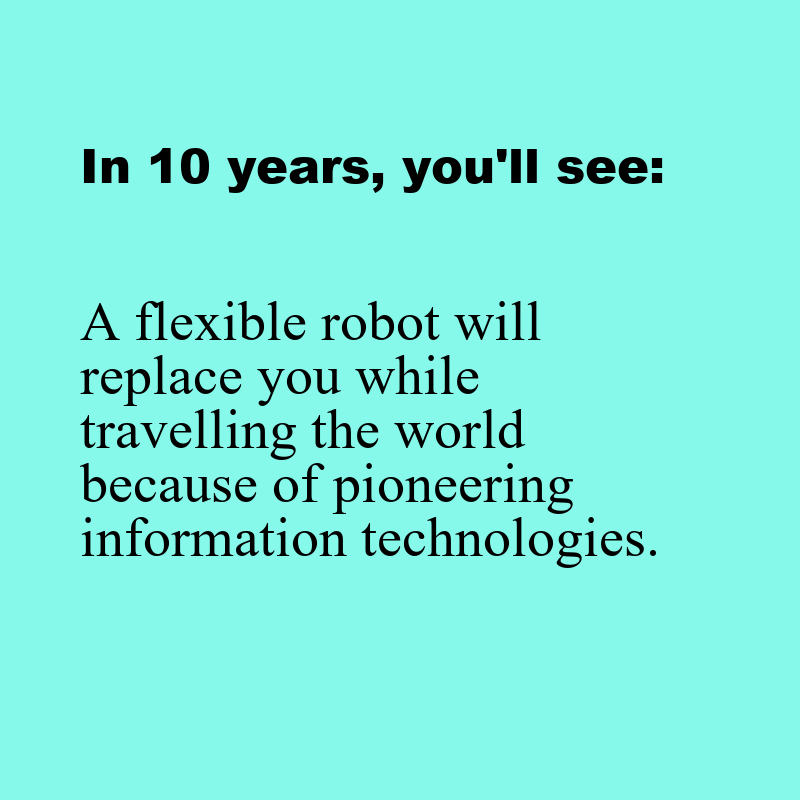 In 10 years, you'll see:
A flexible robot will
replace you while
travelling the world
because of pioneering
information technologies.